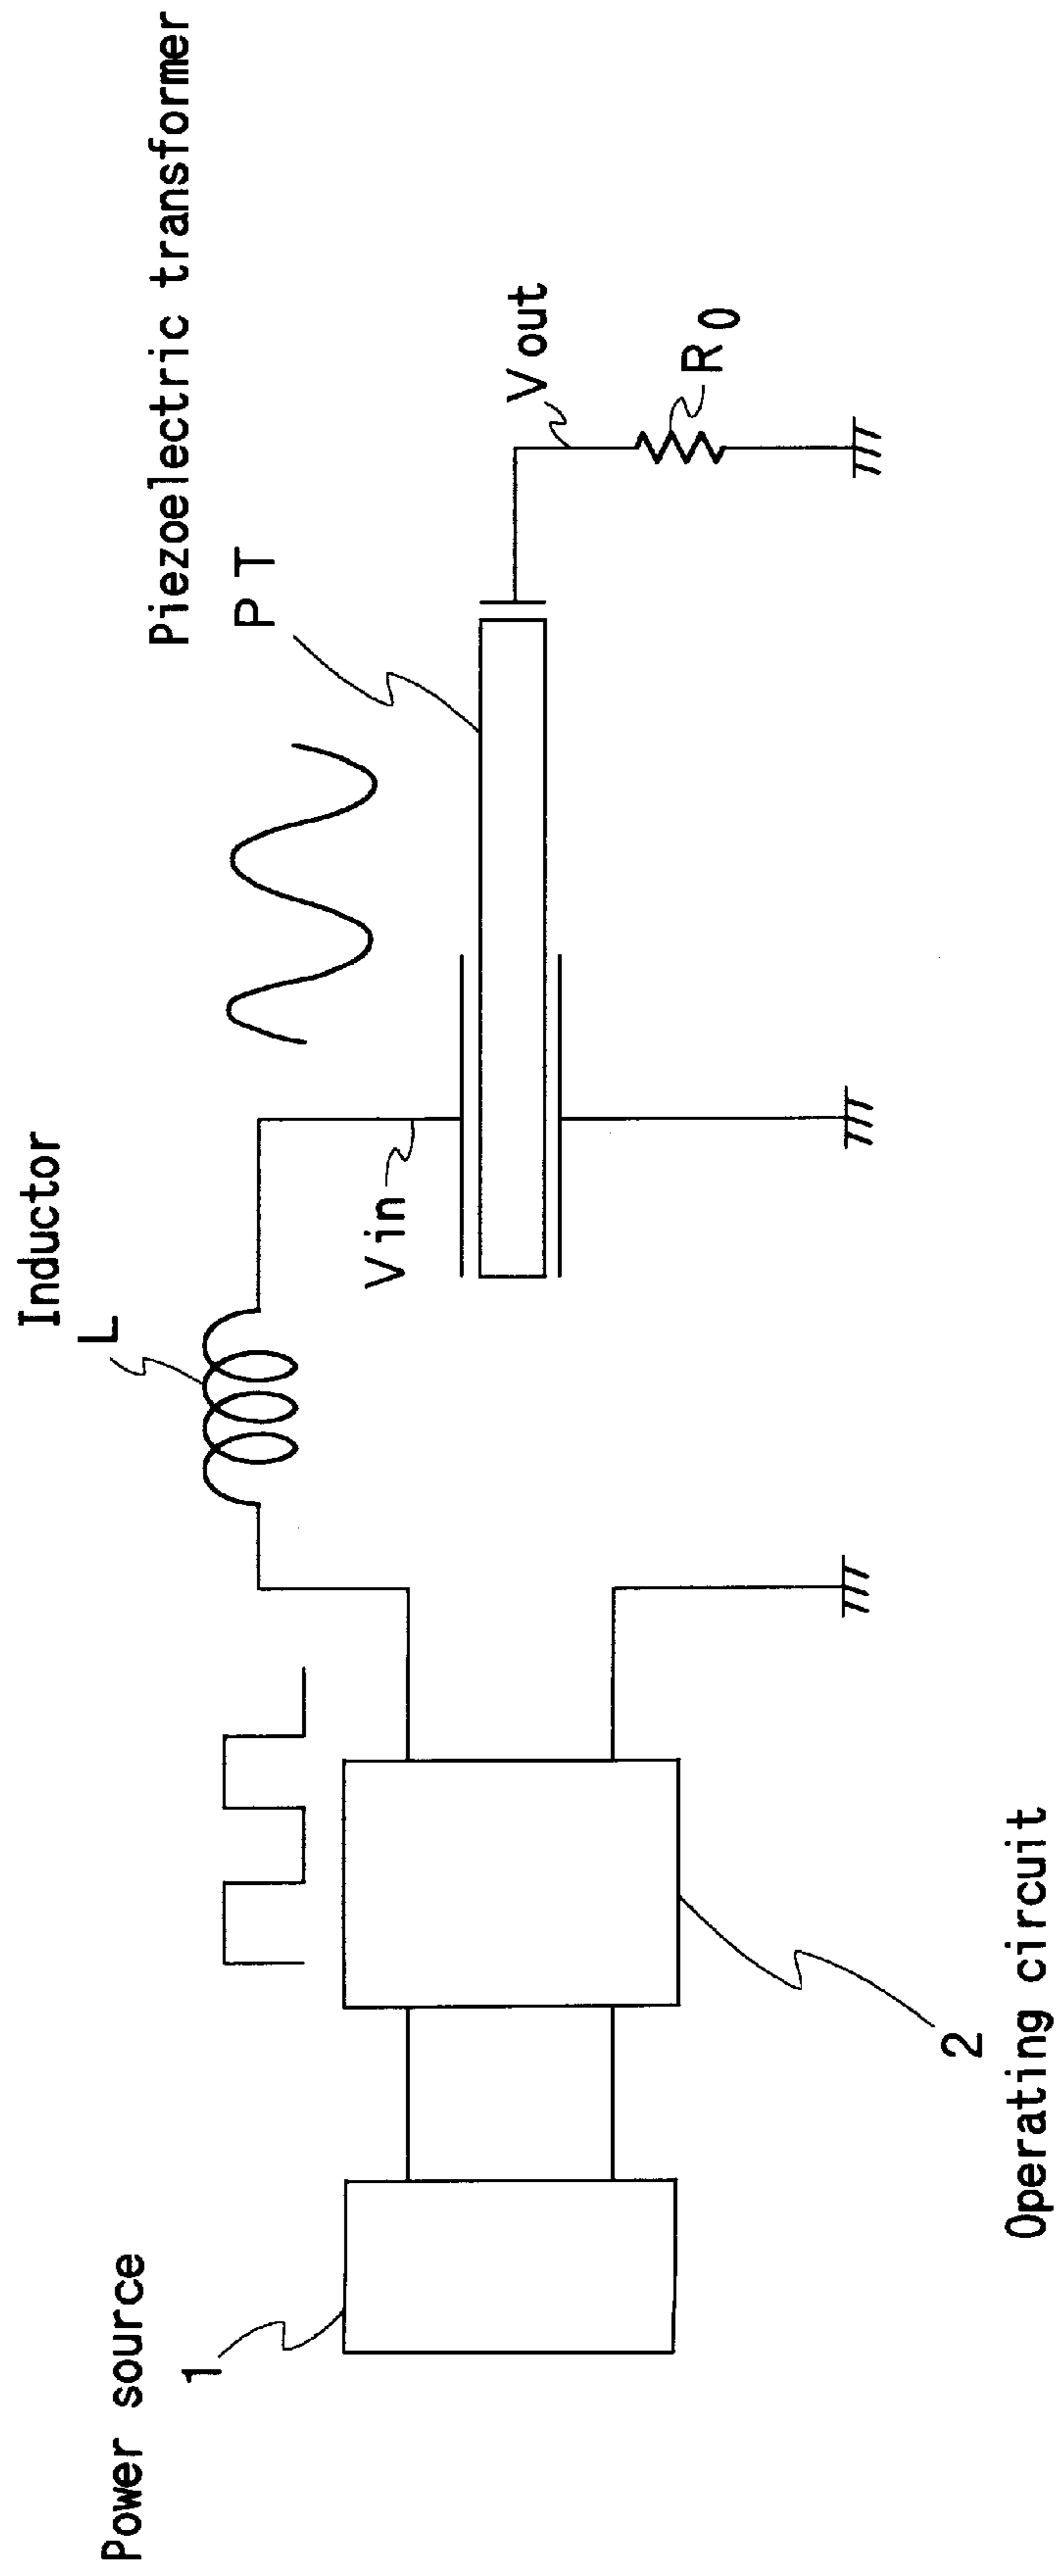 Power source
1
2
Operating circuit
Inductor
L
Vin
Piezoelectric transformer
PT
Vout
R0